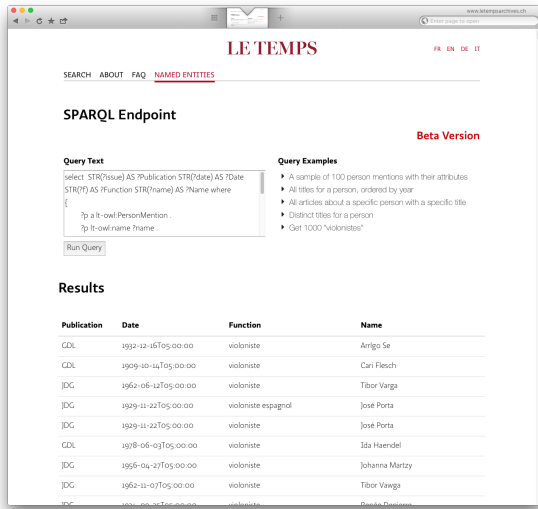 www.letempsarchives.ch
Enter page to open
LE TEMPS
FR EN DE IT
SEARCH ABOUT FAQ NAMED ENTITIES
SPARQL Endpoint
Beta Version
Query Text
select STR(?issue) AS ?Publication STR(?date) AS ?Date
STR(?f) AS ?Function STR(?name) AS ?Name where
{
?p a lt-owl:PersonMention .
?p lt-owl:name ?name .
Run Query
Query Examples
A sample of 100 person mentions with their attributes
All titles for a person, ordered by year
All articles about a specific person with a specific title
Distinct titles for a person
Get 1000 "violonistes"
Results
Publication Date Function Name
GDL 1932-12-16T05:00:00 violoniste Arrlgo Se
GDL 1909-10-14T05:00:00 violoniste Cari Flesch
JDG 1962-06-12T05:00:00 violoniste Tibor Varga
JDG 1929-11-22T05:00:00 violoniste espagnol José Porta
JDG 1929-11-22T05:00:00 violoniste José Porta
GDL 1978-06-03T05:00:00 violoniste Ida Haendel
JDG 1956-04-27T05:00:00 violoniste Johanna Martzy
JDG 1962-11-07T05:00:00 violoniste Tibor Vawga